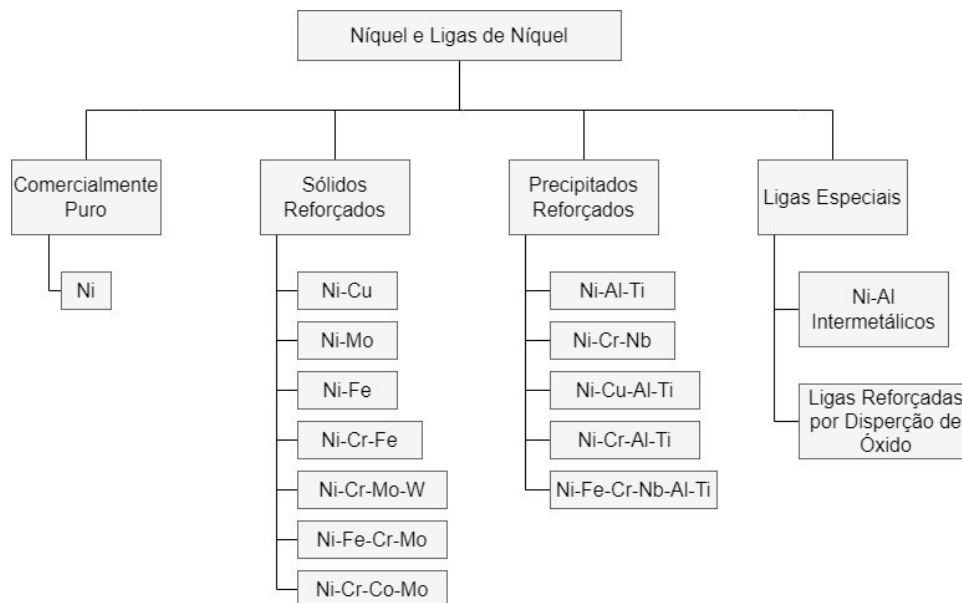 Níquel e Ligas de Níquel
Comercialmente
Puro
Sólidos
Reforçados
Precipitados
Reforçados
Ligas Especiais
Ni
Ni-Cu
Ni-Mo
Ni-Fe
Ni-Cr-Fe
Ni-Cr-Mo-W
Ni-Fe-Cr-Mo
Ni-Cr-Co-Mo
Ni-Al-Ti
Ni-Cr-Nb
Ni-Cu-Al-Ti
Ni-Cr-Al-Ti
Ni-Fe-Cr-Nb-Al-Ti
Ni-Al
Intermetálicos
Ligas Reforçadas
por Disperção de
Óxido